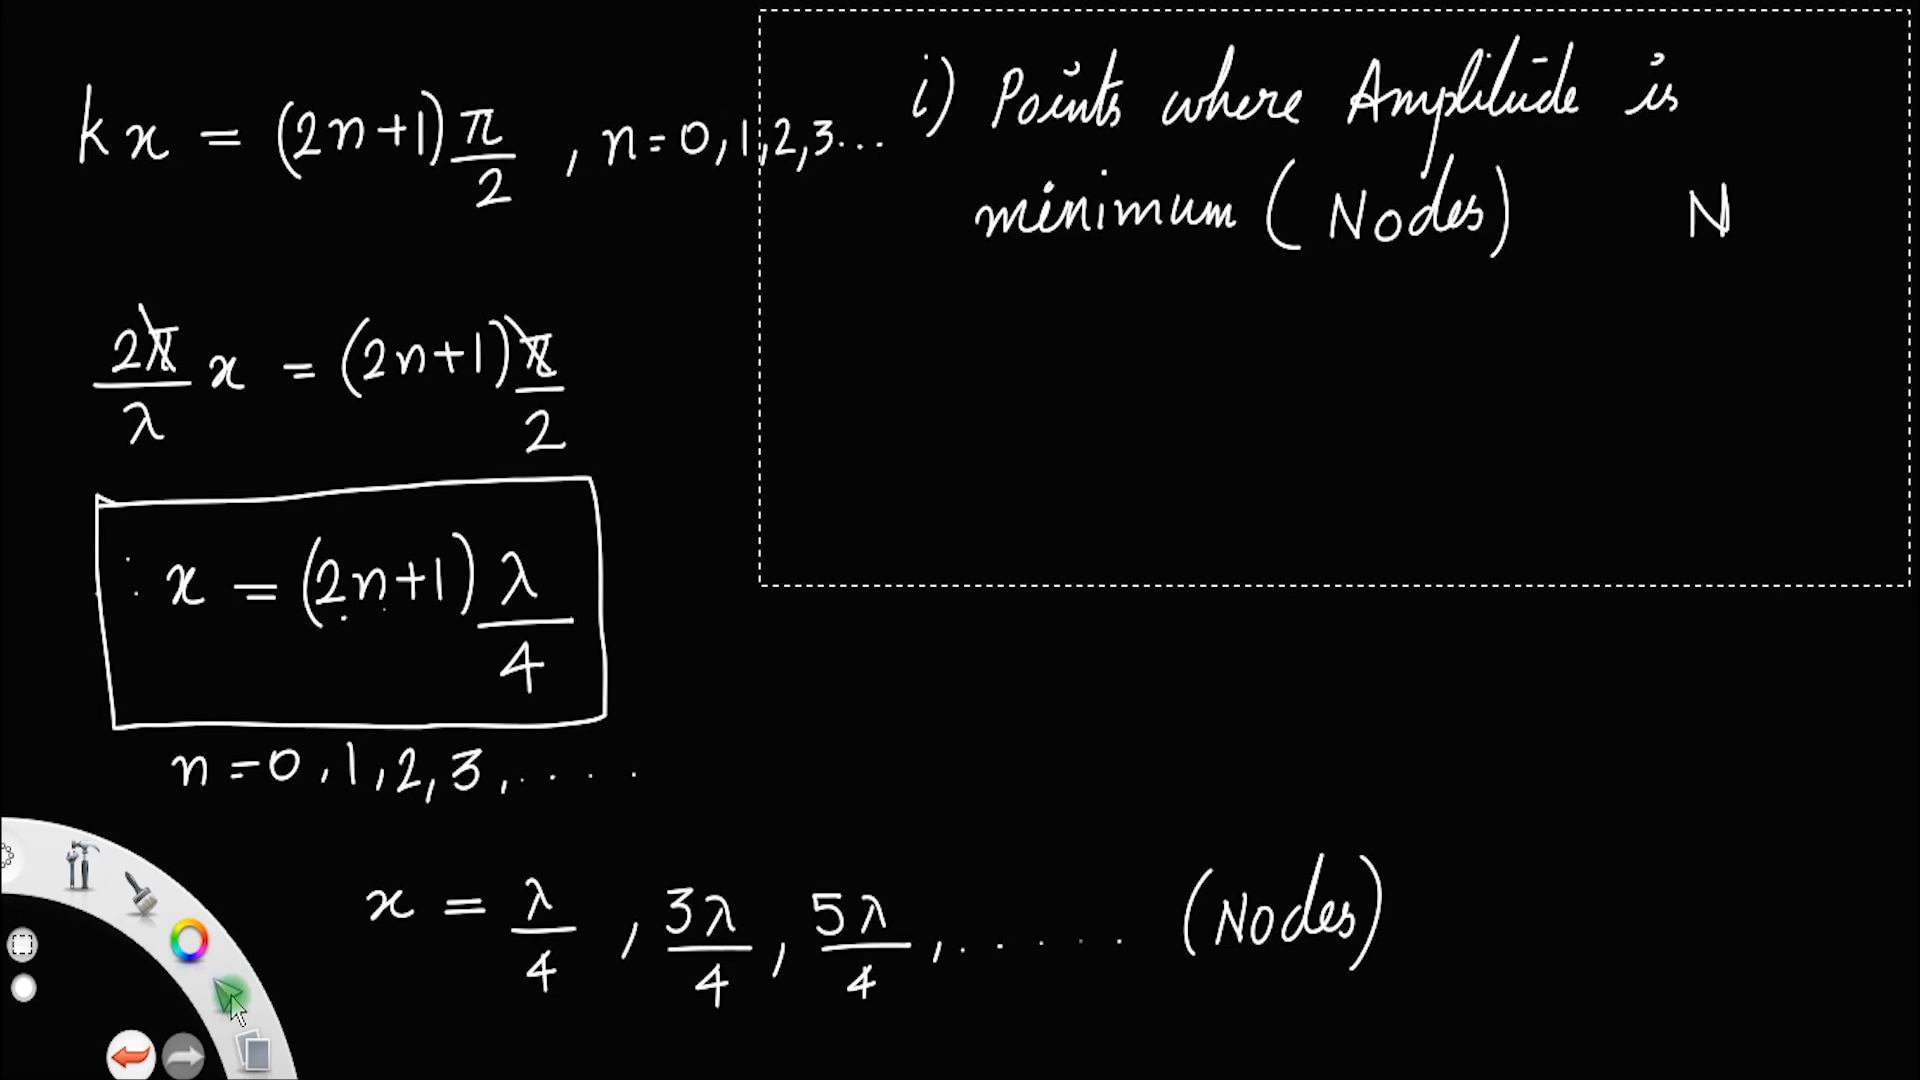 kx = (2n+1) π/2 , n = 0, 1, 2, 3...
i) Points where Amplitude is
minimum (Nodes) N
2π/λ x = (2n+1) π/2
∴ x = (2n+1) λ/4
n = 0, 1, 2, 3, . . . .
x = λ/4 , 3λ/4 , 5λ/4 , . . . . . (Nodes)